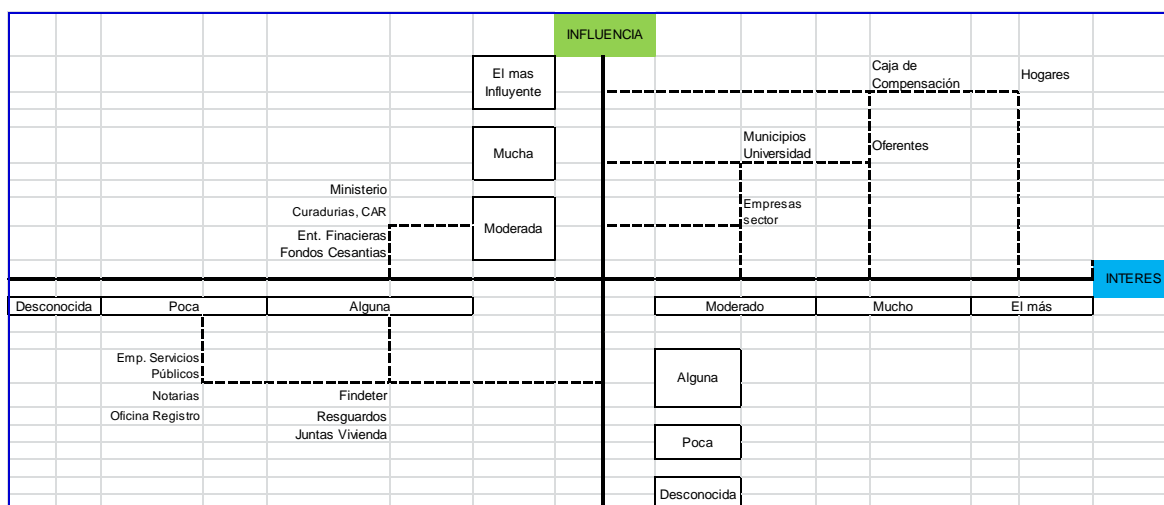 INFLUENCIA
El mas
Influyente
Caja de
Compensación
Hogares
Mucha
Municipios
Universidad
Oferentes
Ministerio
Curadurias, CAR
Ent. Finacieras
Fondos Cesantias
Moderada
Empresas
sector
INTERES
Desconocida
Poca
Alguna
Moderado
Mucho
El más
Emp. Servicios
Públicos
Notarias
Oficina Registro
Findeter
Resguardos
Juntas Vivienda
Alguna
Poca
Desconocida